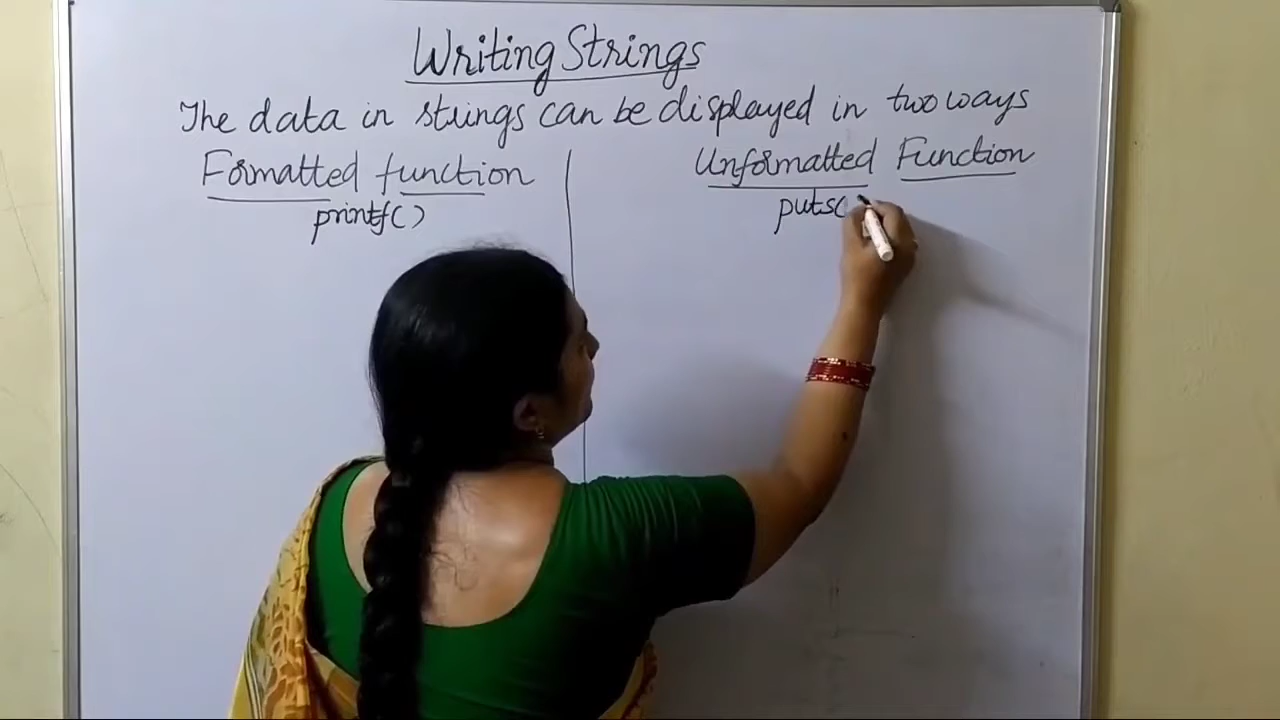 Writing Strings
The data in strings can be displayed in two ways
Formatted function
printf()
Unformatted Function
puts(